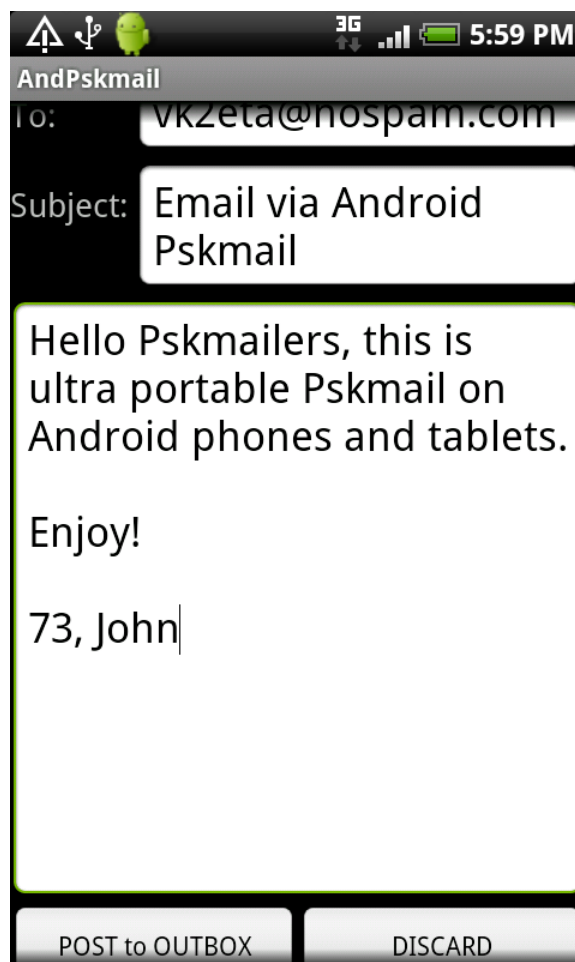 3G 5:59 PM
AndPskmail
To: vk2eta@nospam.com
Subject: Email via Android
Pskmail
Hello Pskmailers, this is
ultra portable Pskmail on
Android phones and tablets.
Enjoy!
73, John
POST to OUTBOX DISCARD